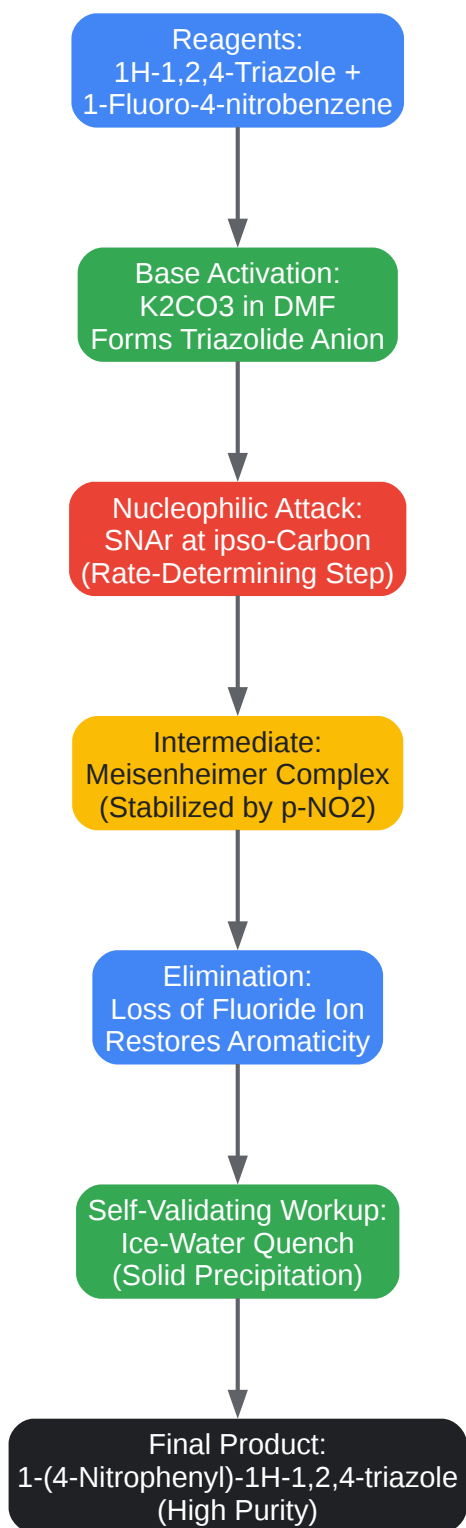 Reagents:
1H-1,2,4-Triazole +
1-Fluoro-4-nitrobenzene
Base Activation:
K2CO3 in DMF
Forms Triazolide Anion
Nucleophilic Attack:
SNAr at ipso-Carbon
(Rate-Determining Step)
Intermediate:
Meisenheimer Complex
(Stabilized by p-NO2)
Elimination:
Loss of Fluoride Ion
Restores Aromaticity
Self-Validating Workup:
Ice-Water Quench
(Solid Precipitation)
Final Product:
1-(4-Nitrophenyl)-1H-1,2,4-triazole
(High Purity)